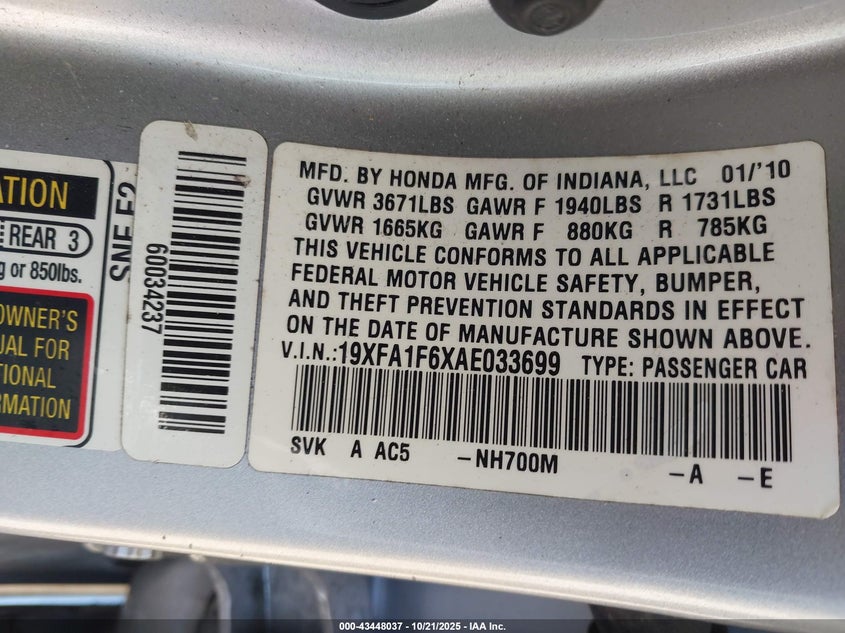 ATION
REAR 3
g or 850lbs.
OWNER'S
UAL FOR
TIONAL
RMATION
SNE F2
60034237
MFD. BY HONDA MFG. OF INDIANA, LLC 01/'10
GVWR 3671LBS GAWR F 1940LBS R 1731LBS
GVWR 1665KG GAWR F 880KG R 785KG
THIS VEHICLE CONFORMS TO ALL APPLICABLE
FEDERAL MOTOR VEHICLE SAFETY, BUMPER,
AND THEFT PREVENTION STANDARDS IN EFFECT
ON THE DATE OF MANUFACTURE SHOWN ABOVE.
V.I.N.:19XFA1F6XAE033699 TYPE: PASSENGER CAR
SVK A AC5 -NH700M -A -E
000-43448037 - 10/21/2025 - IAA Inc.